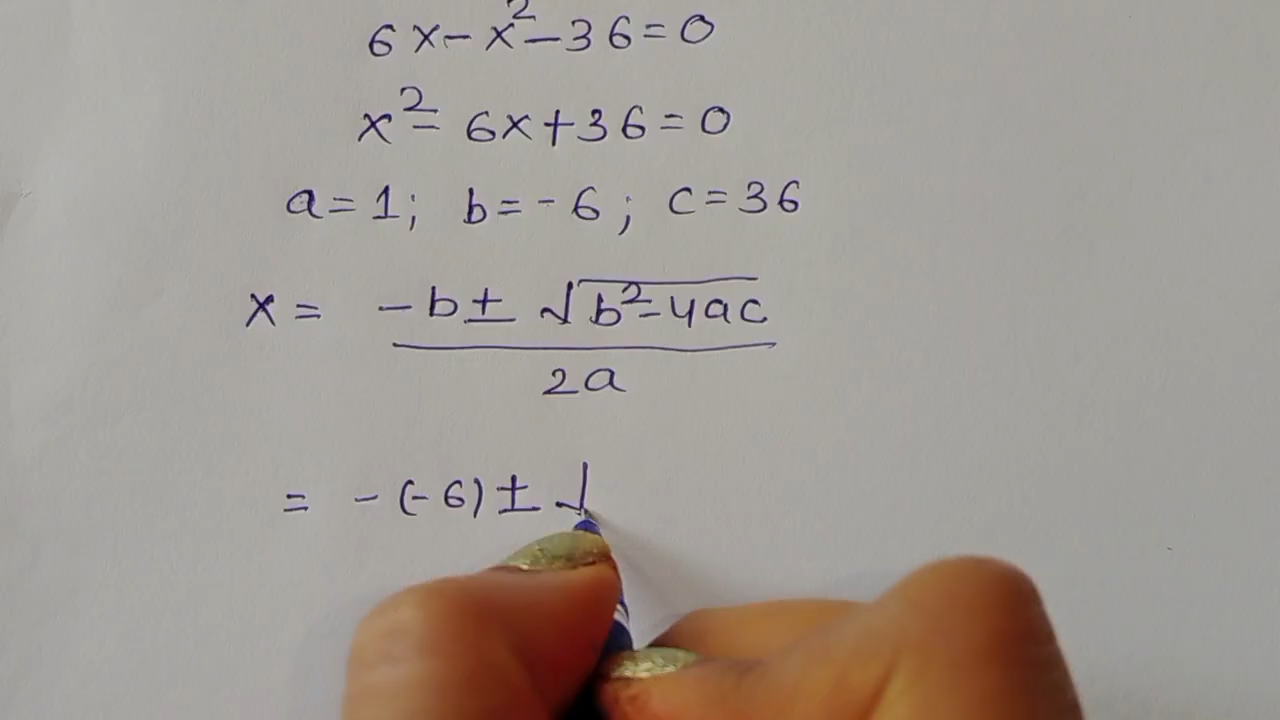 6x-x²-36=0
x²-6x+36=0
a=1; b=-6; c=36
x= -b±√b²-4ac
2a
= -(-6)±√